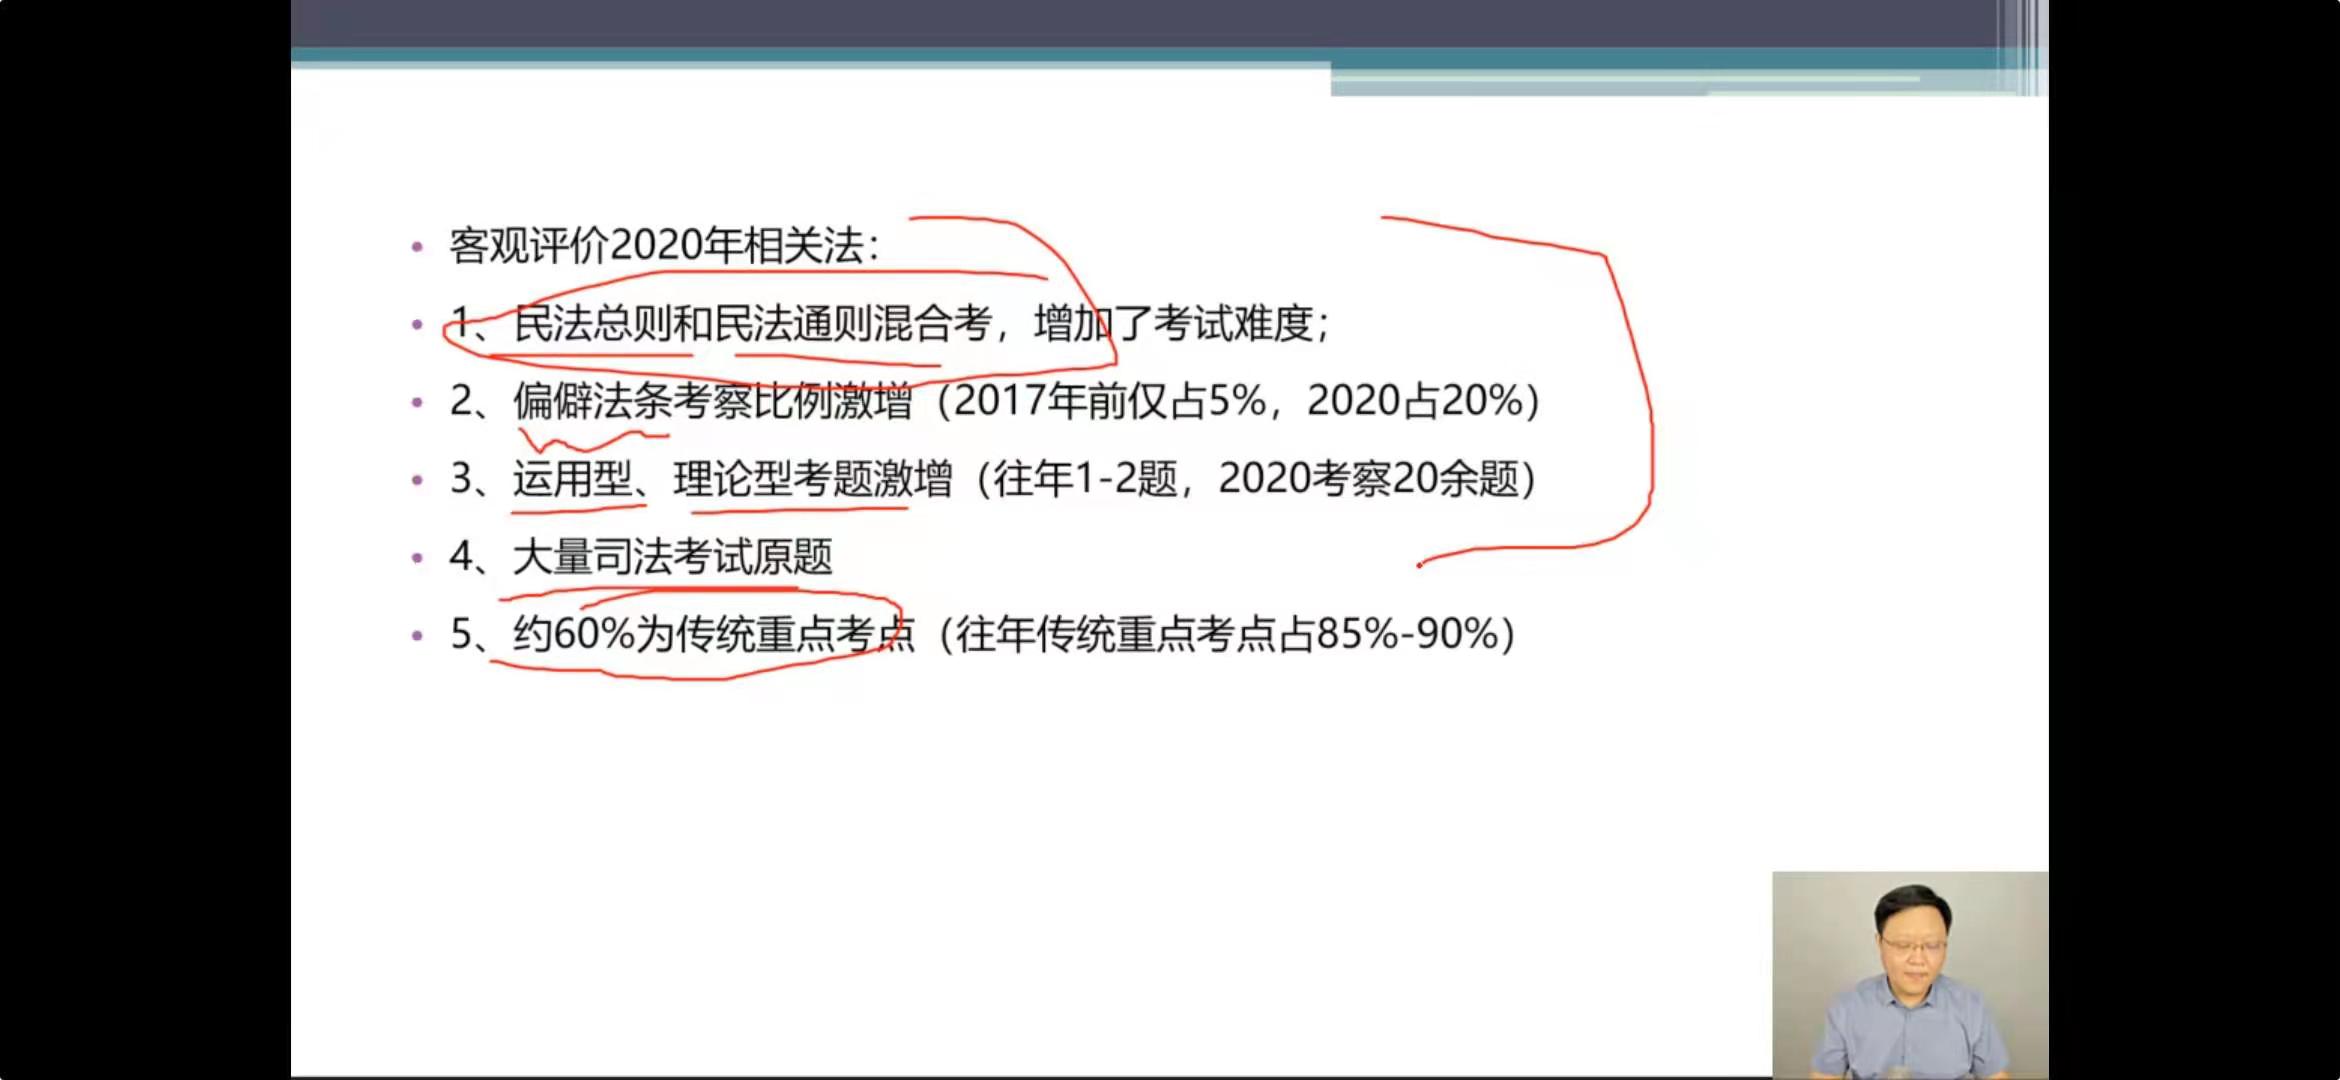 客观评价2020年相关法：
1、民法总则和民法通则混合考，增加了考试难度；
2、偏僻法条考察比例激增（2017年前仅占5%，2020占20%）
3、运用型、理论型考题激增（往年1-2题，2020考察20余题）
4、大量司法考试原题
5、约60%为传统重点考点（往年传统重点考点占85%-90%）